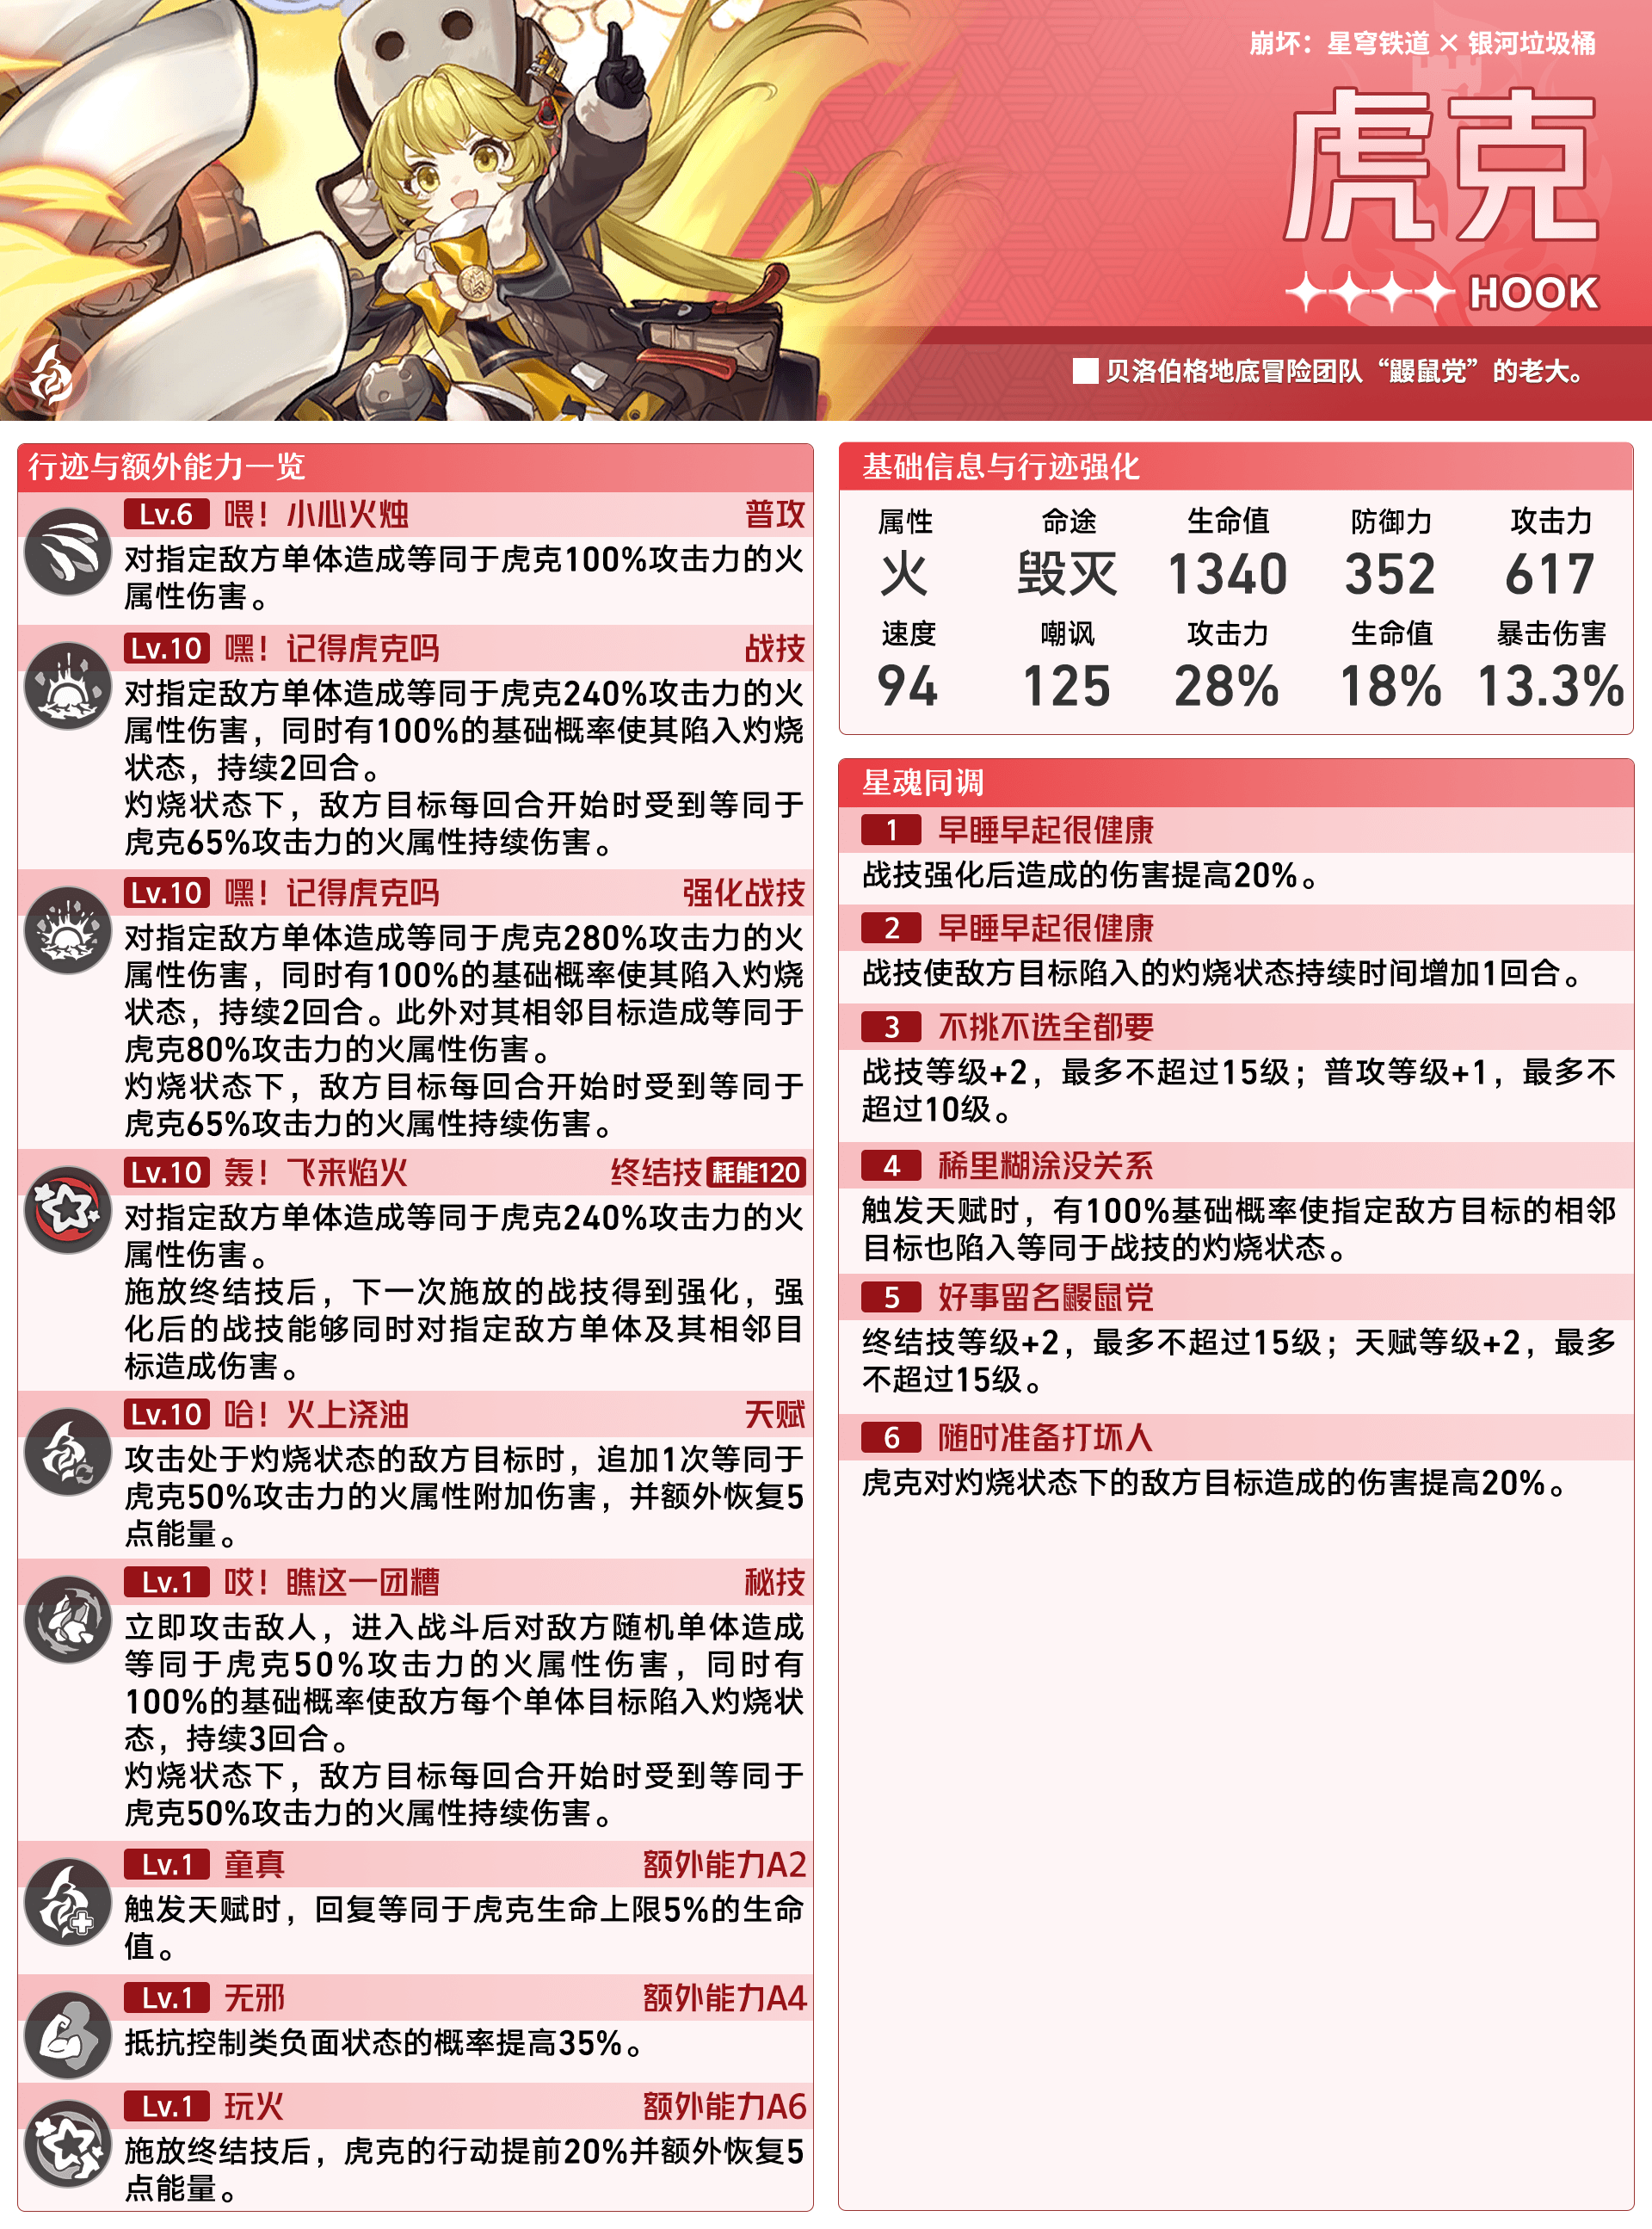 崩坏：星穹铁道 × 银河垃圾桶
虎克
HOOK
贝洛伯格地底冒险团队“鼹鼠党”的老大。
行迹与额外能力一览
Lv.6 喂！小心火烛 普攻
对指定敌方单体造成等同于虎克100%攻击力的火
属性伤害。
Lv.10 嘿！记得虎克吗 战技
对指定敌方单体造成等同于虎克240%攻击力的火
属性伤害，同时有100%的基础概率使其陷入灼烧
状态，持续2回合。
灼烧状态下，敌方目标每回合开始时受到等同于
虎克65%攻击力的火属性持续伤害。
Lv.10 嘿！记得虎克吗 强化战技
对指定敌方单体造成等同于虎克280%攻击力的火
属性伤害，同时有100%的基础概率使其陷入灼烧
状态，持续2回合。此外对其相邻目标造成等同于
虎克80%攻击力的火属性伤害。
灼烧状态下，敌方目标每回合开始时受到等同于
虎克65%攻击力的火属性持续伤害。
Lv.10 轰！飞来焰火 终结技 耗能120
对指定敌方单体造成等同于虎克240%攻击力的火
属性伤害。
施放终结技后，下一次施放的战技得到强化，强
化后的战技能够同时对指定敌方单体及其相邻目
标造成伤害。
Lv.10 哈！火上浇油 天赋
攻击处于灼烧状态的敌方目标时，追加1次等同于
虎克50%攻击力的火属性附加伤害，并额外恢复5
点能量。
Lv.1 哎！瞧这一团糟 秘技
立即攻击敌人，进入战斗后对敌方随机单体造成
等同于虎克50%攻击力的火属性伤害，同时有
100%的基础概率使敌方每个单体目标陷入灼烧状
态，持续3回合。
灼烧状态下，敌方目标每回合开始时受到等同于
虎克50%攻击力的火属性持续伤害。
Lv.1 童真 额外能力A2
触发天赋时，回复等同于虎克生命上限5%的生命
值。
Lv.1 无邪 额外能力A4
抵抗控制类负面状态的概率提高35%。
Lv.1 玩火 额外能力A6
施放终结技后，虎克的行动提前20%并额外恢复5
点能量。
基础信息与行迹强化
属性 命途 生命值 防御力 攻击力
火 毁灭 1340 352 617
速度 嘲讽 攻击力 生命值 暴击伤害
94 125 28% 18% 13.3%
星魂同调
1 早睡早起很健康
战技强化后造成的伤害提高20%。
2 早睡早起很健康
战技使敌方目标陷入的灼烧状态持续时间增加1回合。
3 不挑不选全都要
战技等级+2，最多不超过15级；普攻等级+1，最多不
超过10级。
4 稀里糊涂没关系
触发天赋时，有100%基础概率使指定敌方目标的相邻
目标也陷入等同于战技的灼烧状态。
5 好事留名鼹鼠党
终结技等级+2，最多不超过15级；天赋等级+2，最多
不超过15级。
6 随时准备打坏人
虎克对灼烧状态下的敌方目标造成的伤害提高20%。